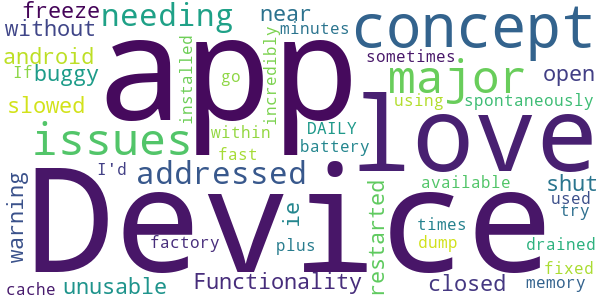 freeze
needing
near
concept
without
minutes
app
android
installed
incredibly
sometimes
If
buggy
go
major
open
slowed
love
using
spontaneously
issues
within
DAILY
fast
battery
I'd
addressed
available
shut
warning
Device
ie
restarted
used
try
factory
plus
times
dump
drained
fixed
cache
unusable
Functionality
closed
memory